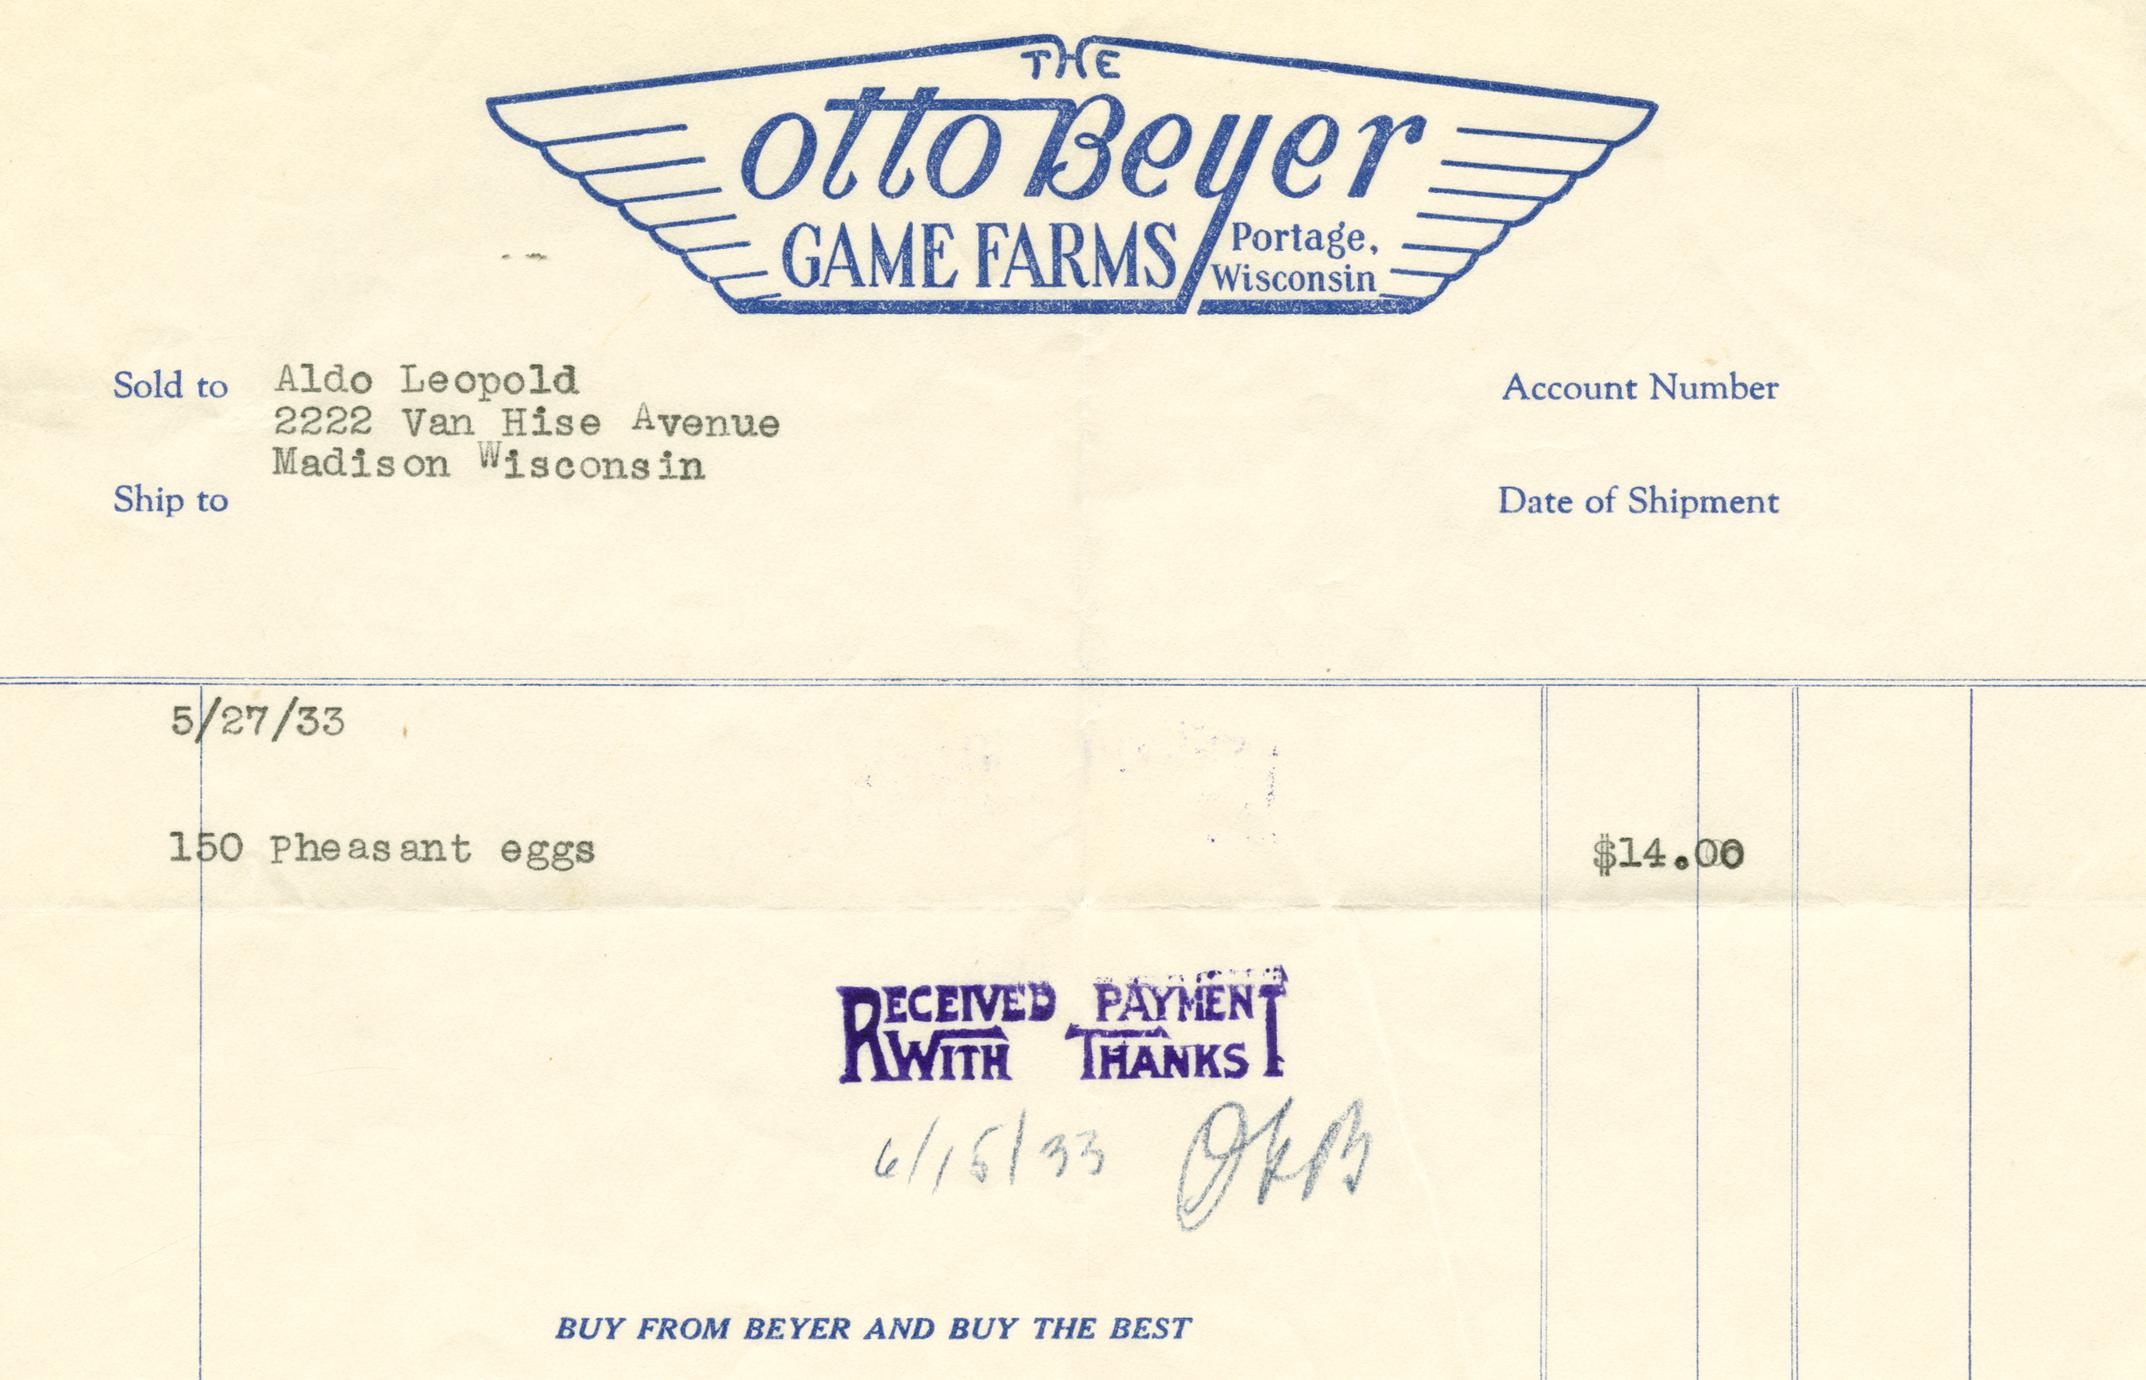 THE
Otto Beyer
GAME FARMS
Portage,
Wisconsin
Sold to Aldo Leopold
2222 Van Hise Avenue
Madison Wisconsin
Ship to
Account Number
Date of Shipment
5/27/33
150 Pheasant eggs $14.00
RECEIVED PAYMENT
WITH THANKS
6/15/33 OKB
BUY FROM BEYER AND BUY THE BEST